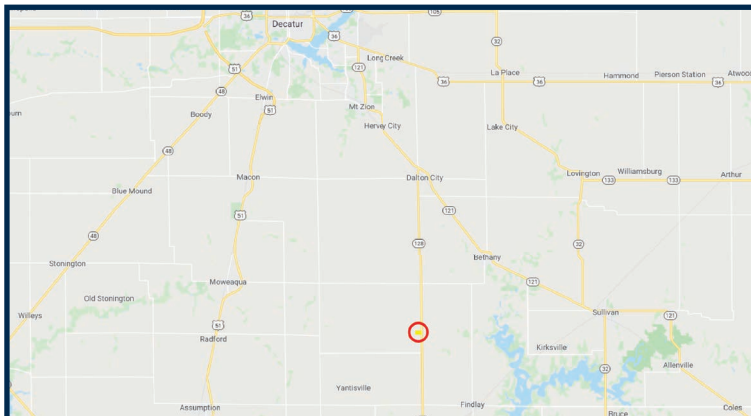 36
Decatur
36
105
32
Long Creek
121
La Place
36
36
Hammond
Pierson Station
36
Atwood
51
48
Elwin
51
Mt Zion
Boody
Hervey City
Lake City
48
Macon
Dalton City
Lovington
133
Williamsburg
133
Arthur
Blue Mound
51
121
48
128
32
Stonington
Bethany
Moweaqua
121
Old Stonington
Sullivan
121
Willeys
51
Radford
Kirksville
Allenville
32
Yantisville
Findlay
Assumption
Bruce
Coles